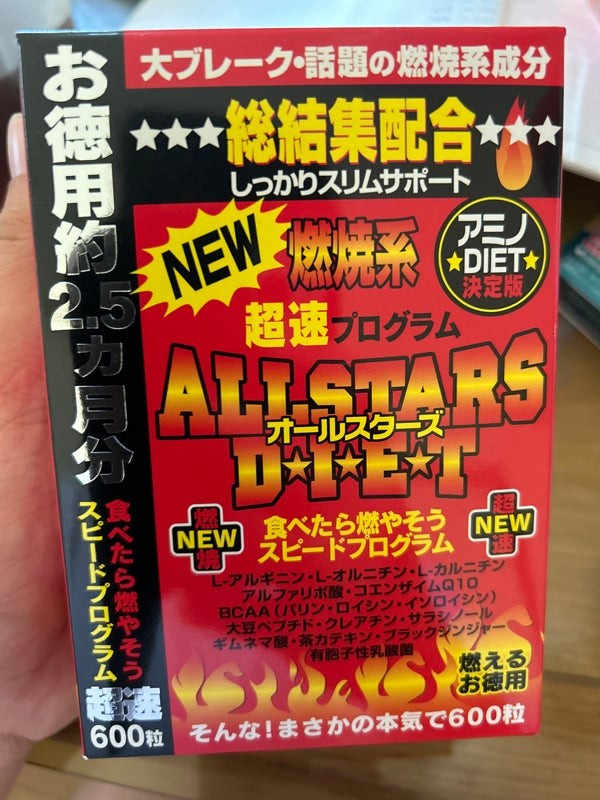 大ブレーク・話題の燃焼系成分
★★★総結集配合★★★
しっかりスリムサポート
NEW
燃焼系
アミノ
★DIET★
決定版
超速プログラム
ALL STARS
オールスターズ
D★I★E★T
燃焼
NEW
食べたら燃やそう
スピードプログラム
超速
NEW
L-アルギニン・L-オルニチン・L-カルニチン
アルファリポ酸・コエンザイムQ10
BCAA(バリン・ロイシン・イソロイシン)
大豆ペプチド・クレアチン・サラシノール
ギムネマ酸・茶カテキン・ブラックジンジャー
有胞子性乳酸菌
燃える
お徳用
そんな!まさかの本気で600粒
お徳用約2.5カ月分
食べたら燃やそう
スピードプログラム
超速
600粒